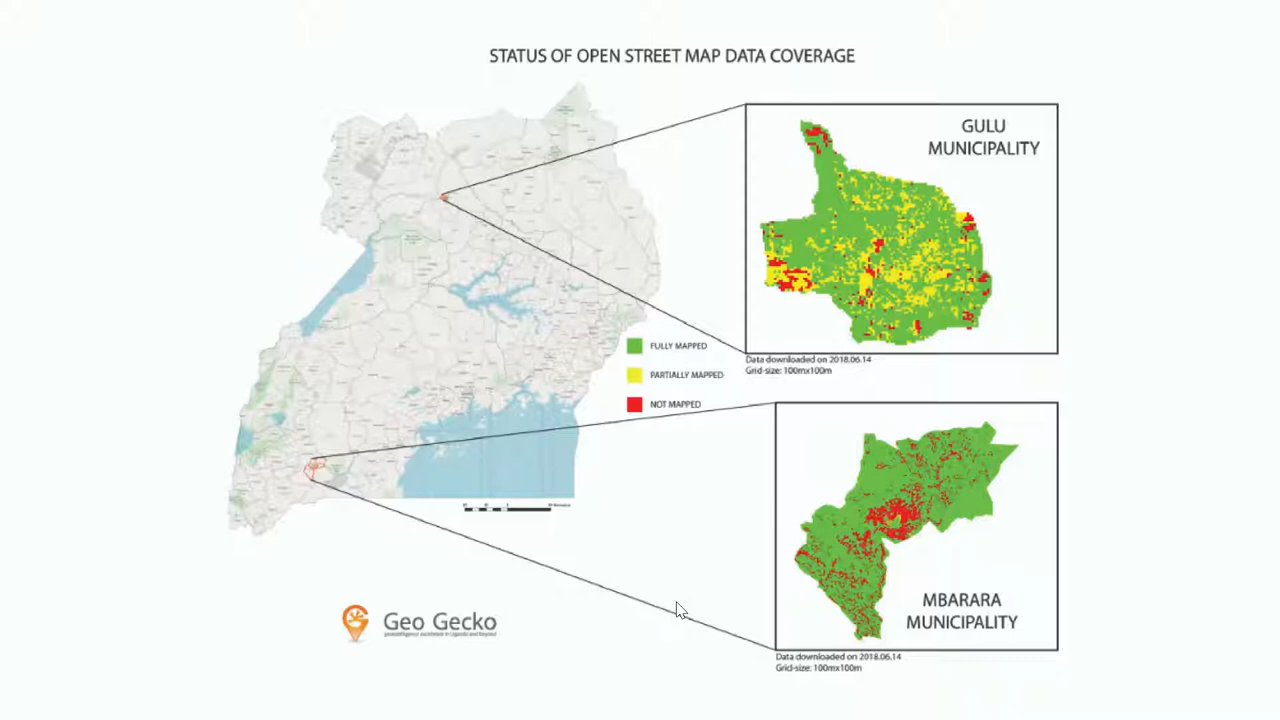 STATUS OF OPEN STREET MAP DATA COVERAGE
GULU
MUNICIPALITY
FULLY MAPPED
PARTIALLY MAPPED
NOT MAPPED
Data downloaded on 2018.06.14
Grid-size: 100mx100m
MBARARA
MUNICIPALITY
Data downloaded on 2018.06.14
Grid-size: 100mx100m
Geo Gecko